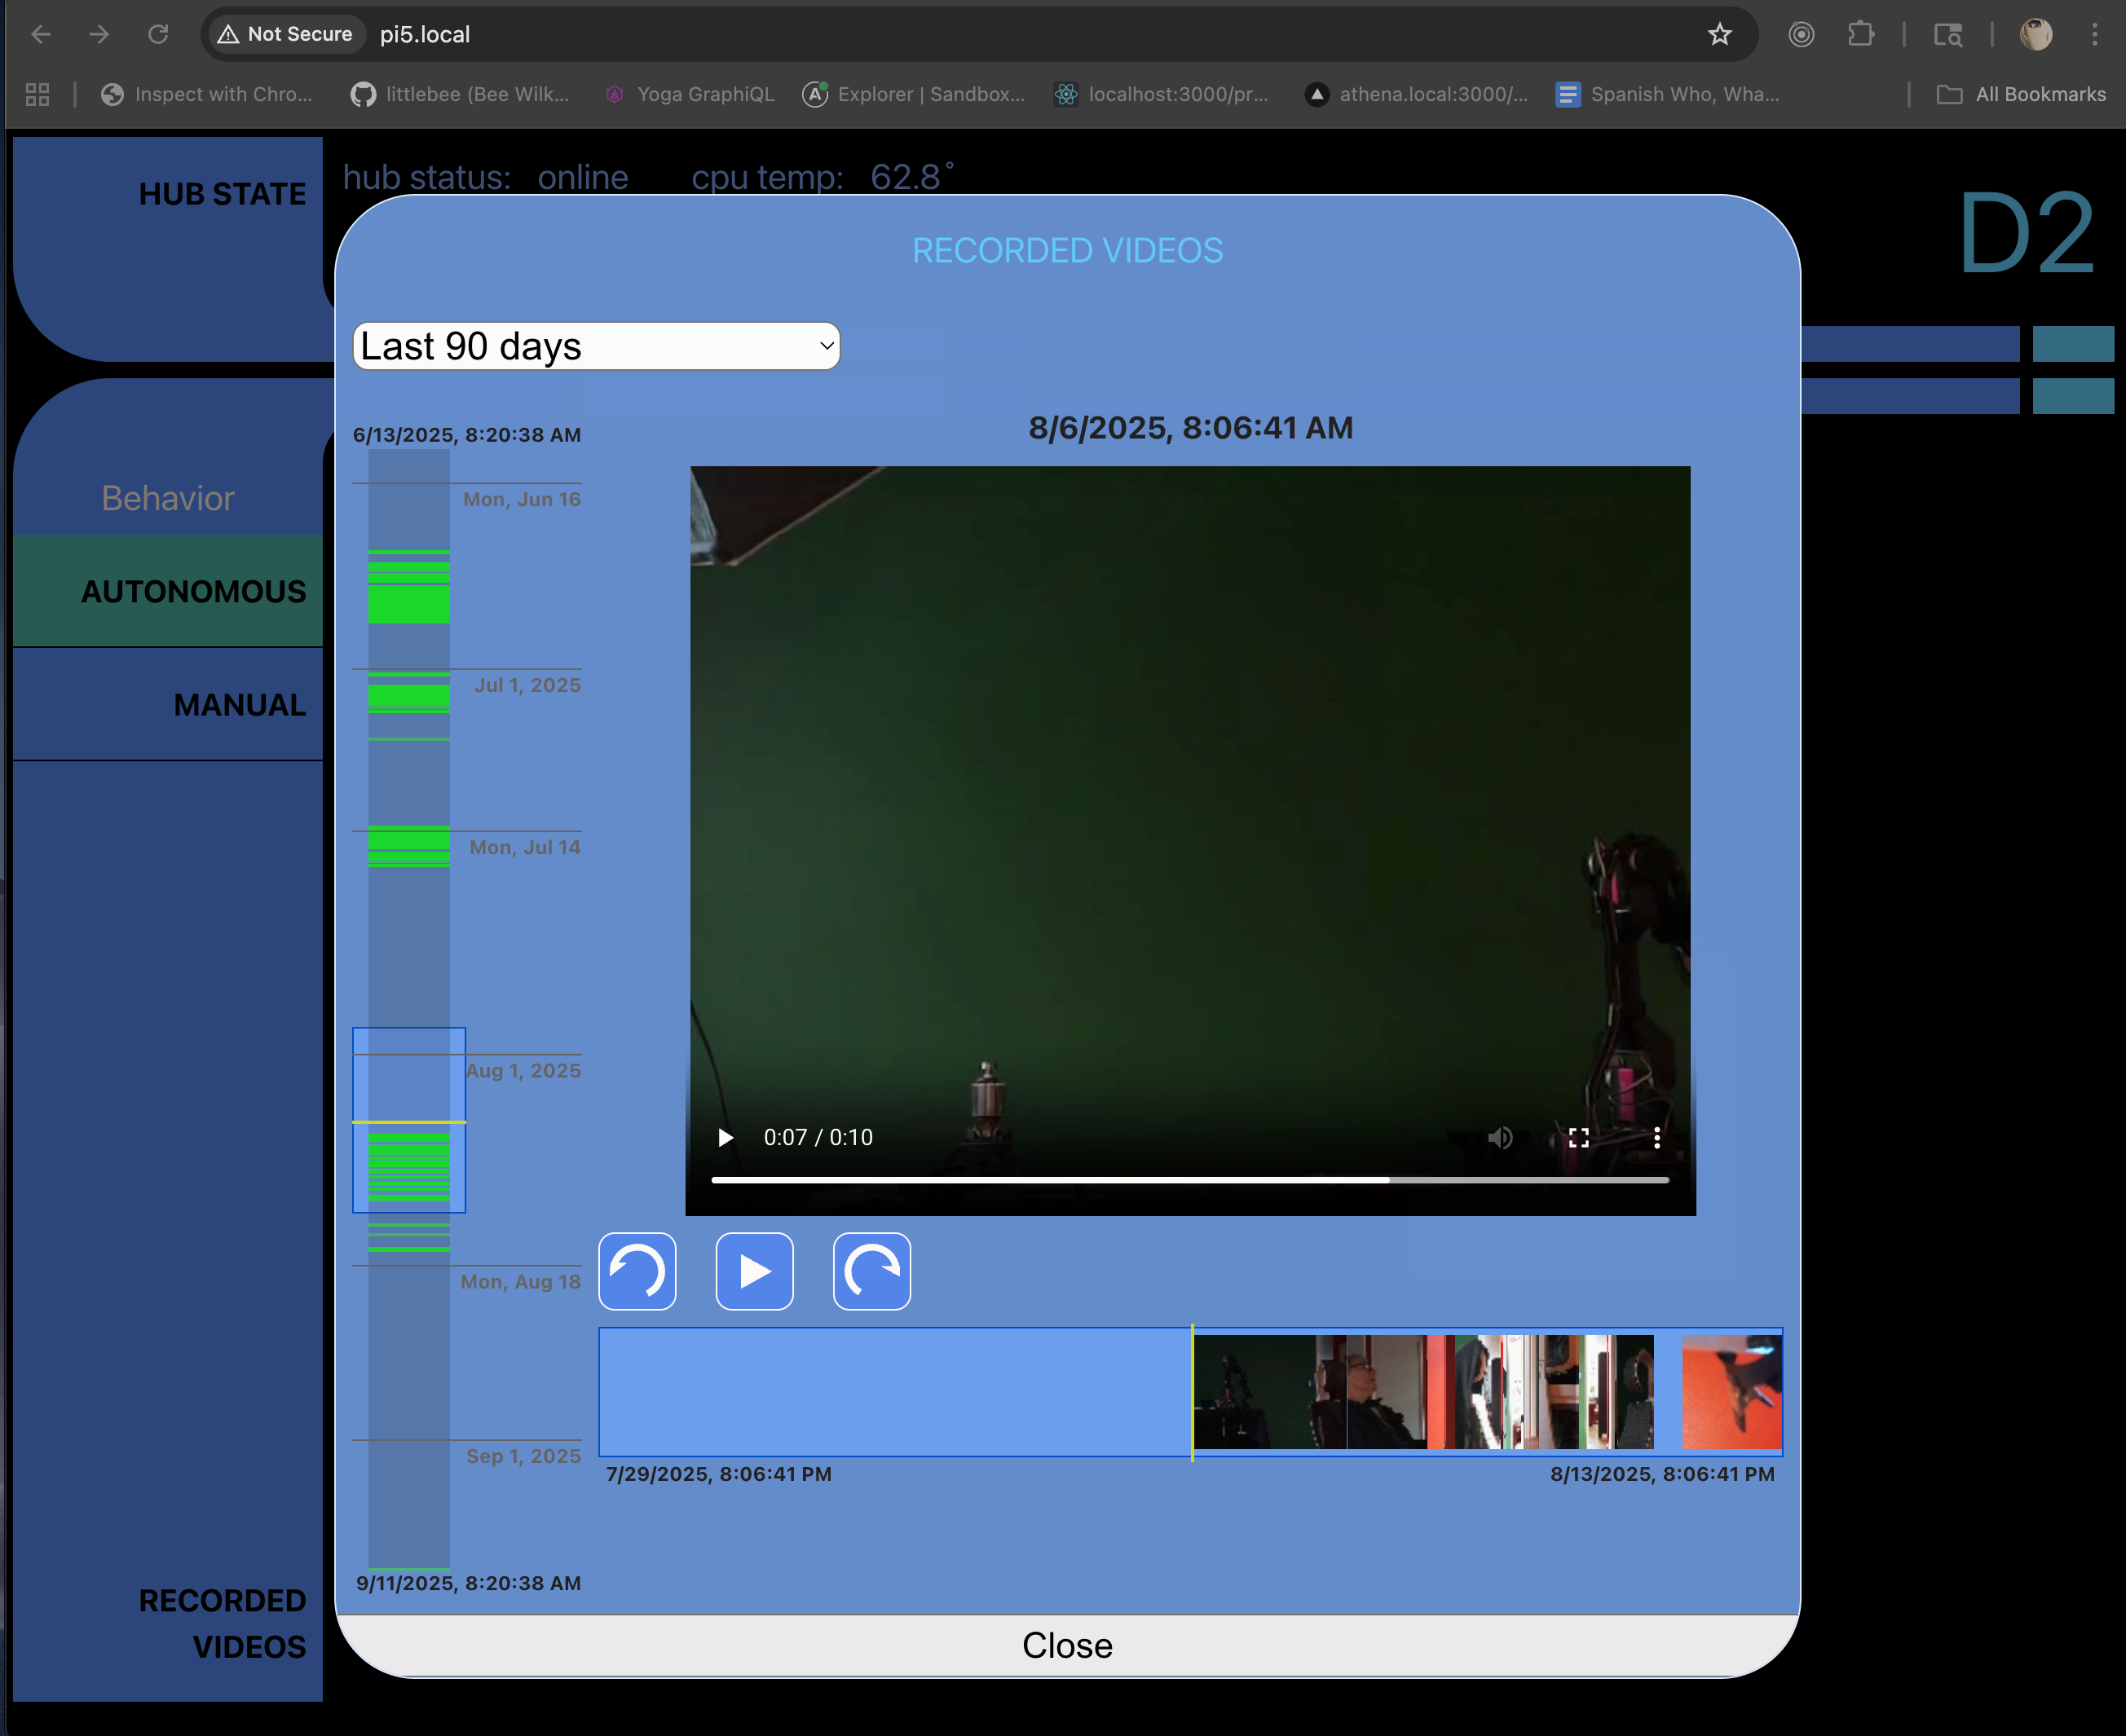 Not Secure pi5.local
Inspect with Chro... littlebee (Bee Wilk... Yoga GraphiQL Explorer | Sandbox... localhost:3000/pr... athena.local:3000/... Spanish Who, Wha... All Bookmarks
HUB STATE
hub status: online cpu temp: 62.8°
D2
RECORDED VIDEOS
Last 90 days
6/13/2025, 8:20:38 AM
8/6/2025, 8:06:41 AM
Mon, Jun 16
Behavior
AUTONOMOUS
MANUAL
Jul 1, 2025
Mon, Jul 14
Aug 1, 2025
0:07 / 0:10
Mon, Aug 18
Sep 1, 2025
7/29/2025, 8:06:41 PM
8/13/2025, 8:06:41 PM
9/11/2025, 8:20:38 AM
RECORDED
VIDEOS
Close